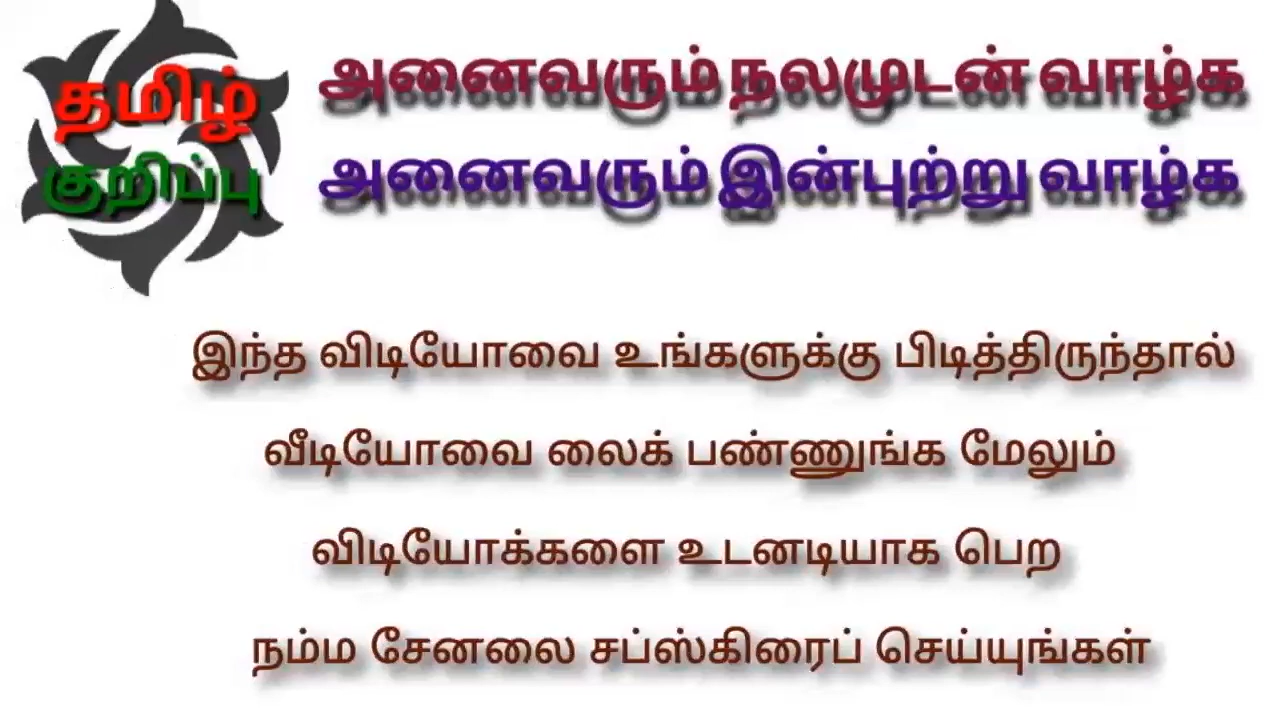 தமிழ்
குறிப்பு
அனைவரும் நலமுடன் வாழ்க
அனைவரும் இன்புற்று வாழ்க
இந்த விடியோவை உங்களுக்கு பிடித்திருந்தால்
வீடியோவை லைக் பண்ணுங்க மேலும்
விடியோக்களை உடனடியாக பெற
நம்ம சேனலை சப்ஸ்கிரைப் செய்யுங்கள்